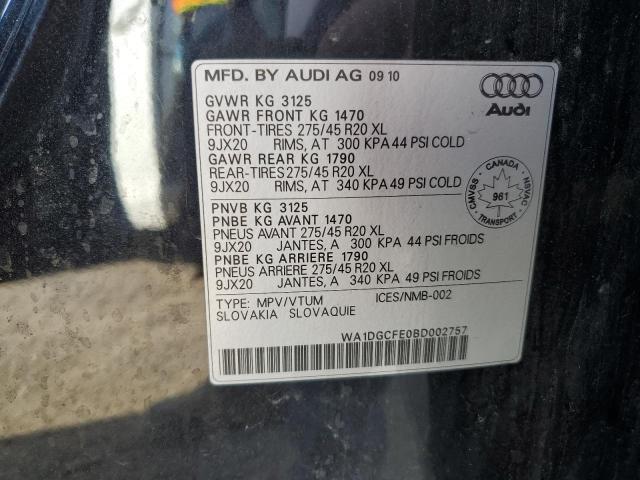 MFD. BY AUDI AG 09 10
Audi
GVWR KG 3125
GAWR FRONT KG 1470
FRONT-TIRES 275/45 R20 XL
9JX20 RIMS, AT 300 KPA 44 PSI COLD
GAWR REAR KG 1790
REAR-TIRES 275/45 R20 XL
9JX20 RIMS, AT 340 KPA 49 PSI COLD
CANADA
CMVSS NSVAC
961
TRANSPORT
PNVB KG 3125
PNBE KG AVANT 1470
PNEUS AVANT 275/45 R20 XL
9JX20 JANTES, A 300 KPA 44 PSI FROIDS
PNBE KG ARRIERE 1790
PNEUS ARRIERE 275/45 R20 XL
9JX20 JANTES, A 340 KPA 49 PSI FROIDS
TYPE: MPV/VTUM ICES/NMB-002
SLOVAKIA SLOVAQUIE
WA1DGCFE0BD002757